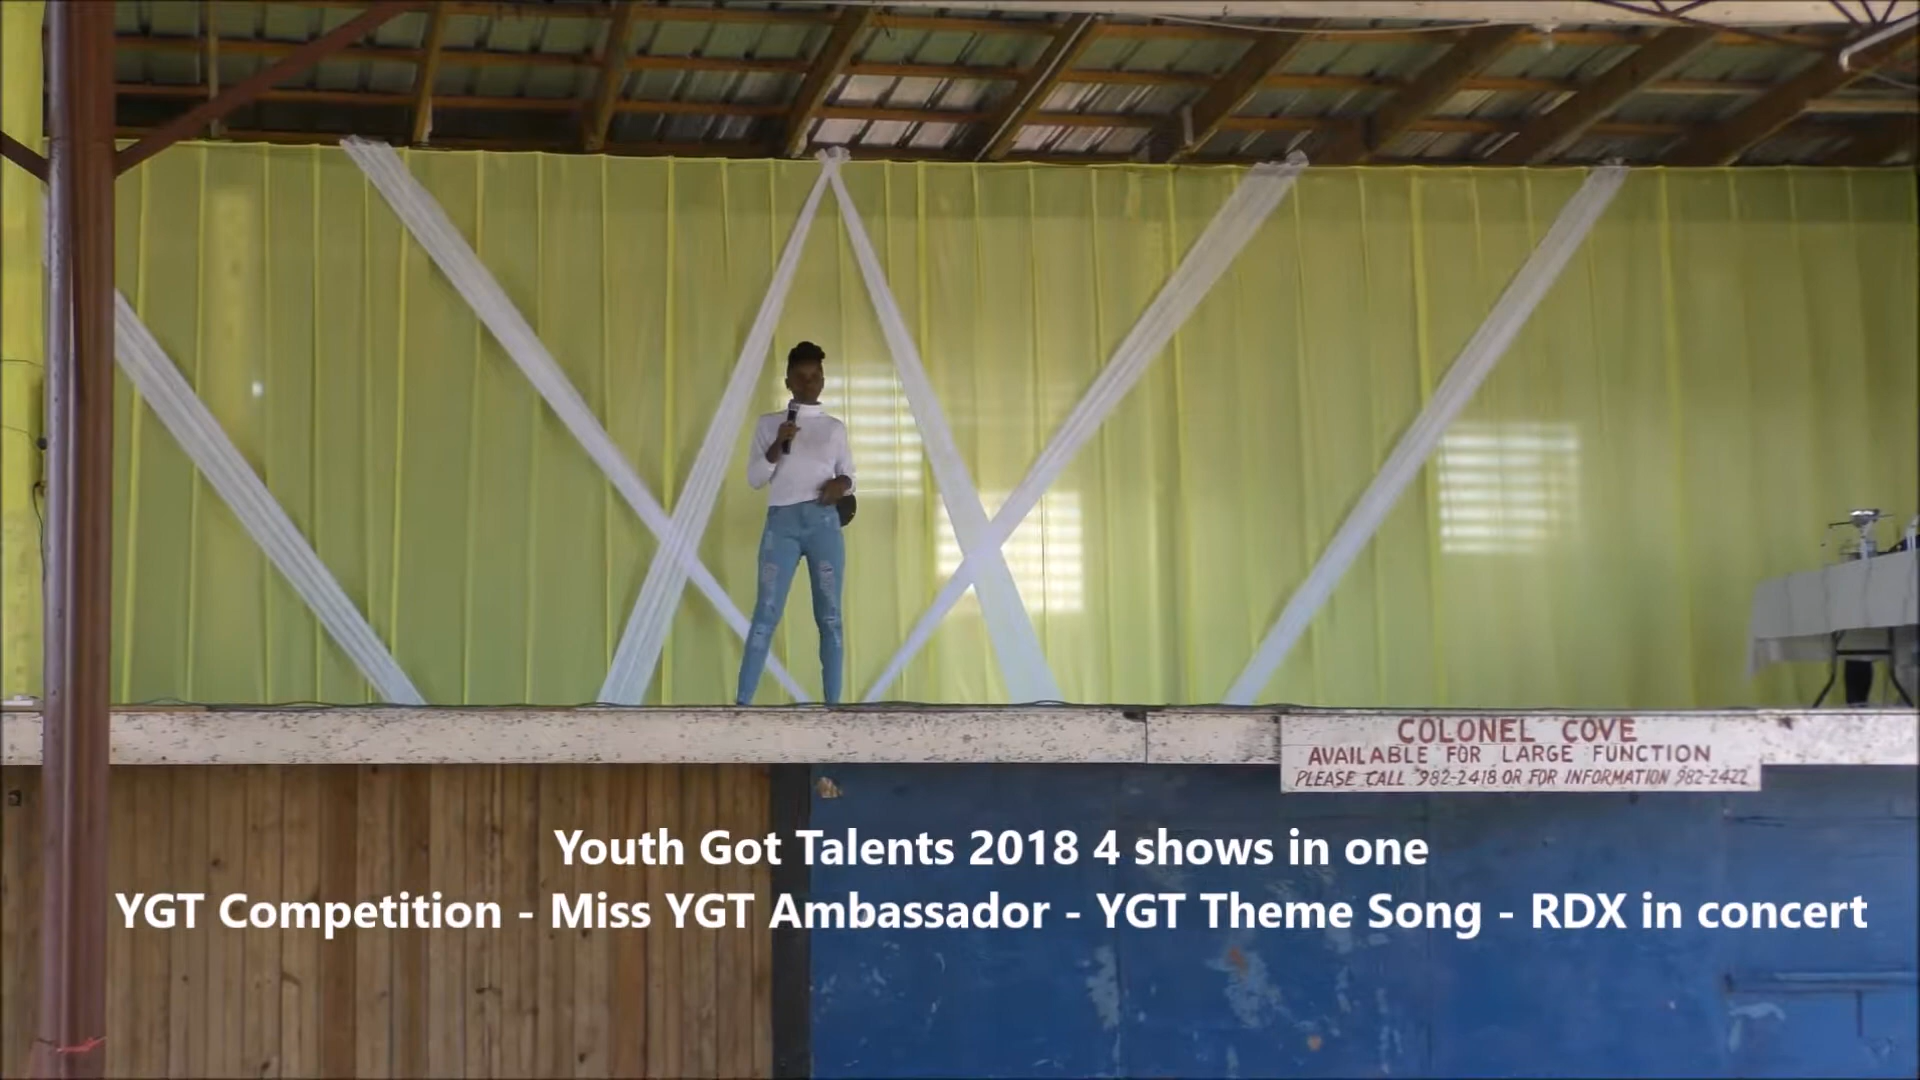 COLONEL COVE
AVAILABLE FOR LARGE FUNCTION
PLEASE CALL 982-2418 OR FOR INFORMATION 982-2422
Youth Got Talents 2018 4 shows in one
YGT Competition - Miss YGT Ambassador - YGT Theme Song - RDX in concert